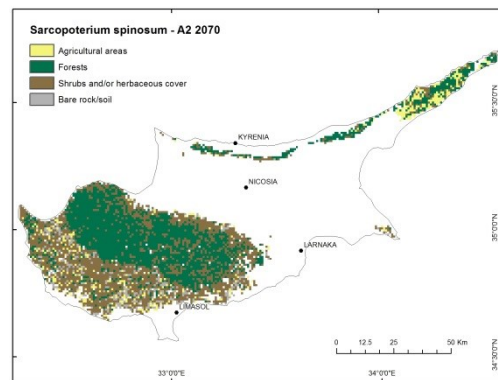 Sarcopoterium spinosum - A2 2070
Agricultural areas
Forests
Shrubs and/or herbaceous cover
Bare rock/soil
KYRENIA
NICOSIA
LARNAKA
LIMASOL
0 12.5 25 50 Km
35°30'0"N
35°0'0"N
34°30'0"N
33°0'0"E
34°0'0"E